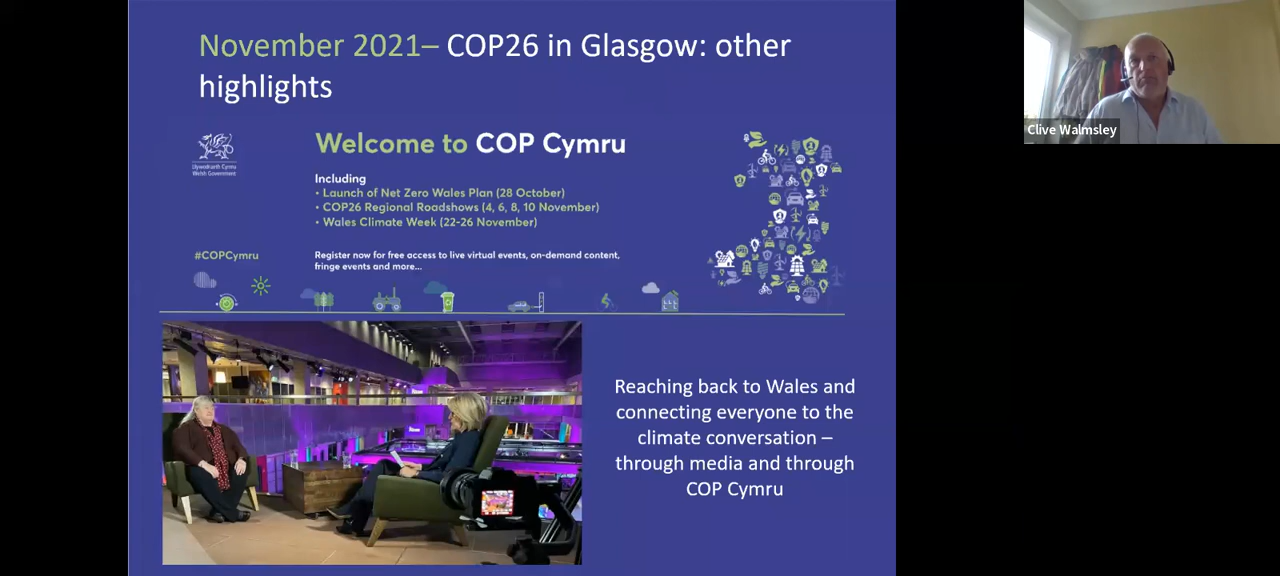 November 2021– COP26 in Glasgow: other
highlights
Welcome to COP Cymru
Llywodraeth Cymru
Welsh Government
Including
• Launch of Net Zero Wales Plan (28 October)
• COP26 Regional Roadshows (4, 6, 8, 10 November)
• Wales Climate Week (22-26 November)
#COPCymru
Register now for free access to live virtual events, on-demand content,
fringe events and more...
Reaching back to Wales and
connecting everyone to the
climate conversation –
through media and through
COP Cymru
Clive Walmsley